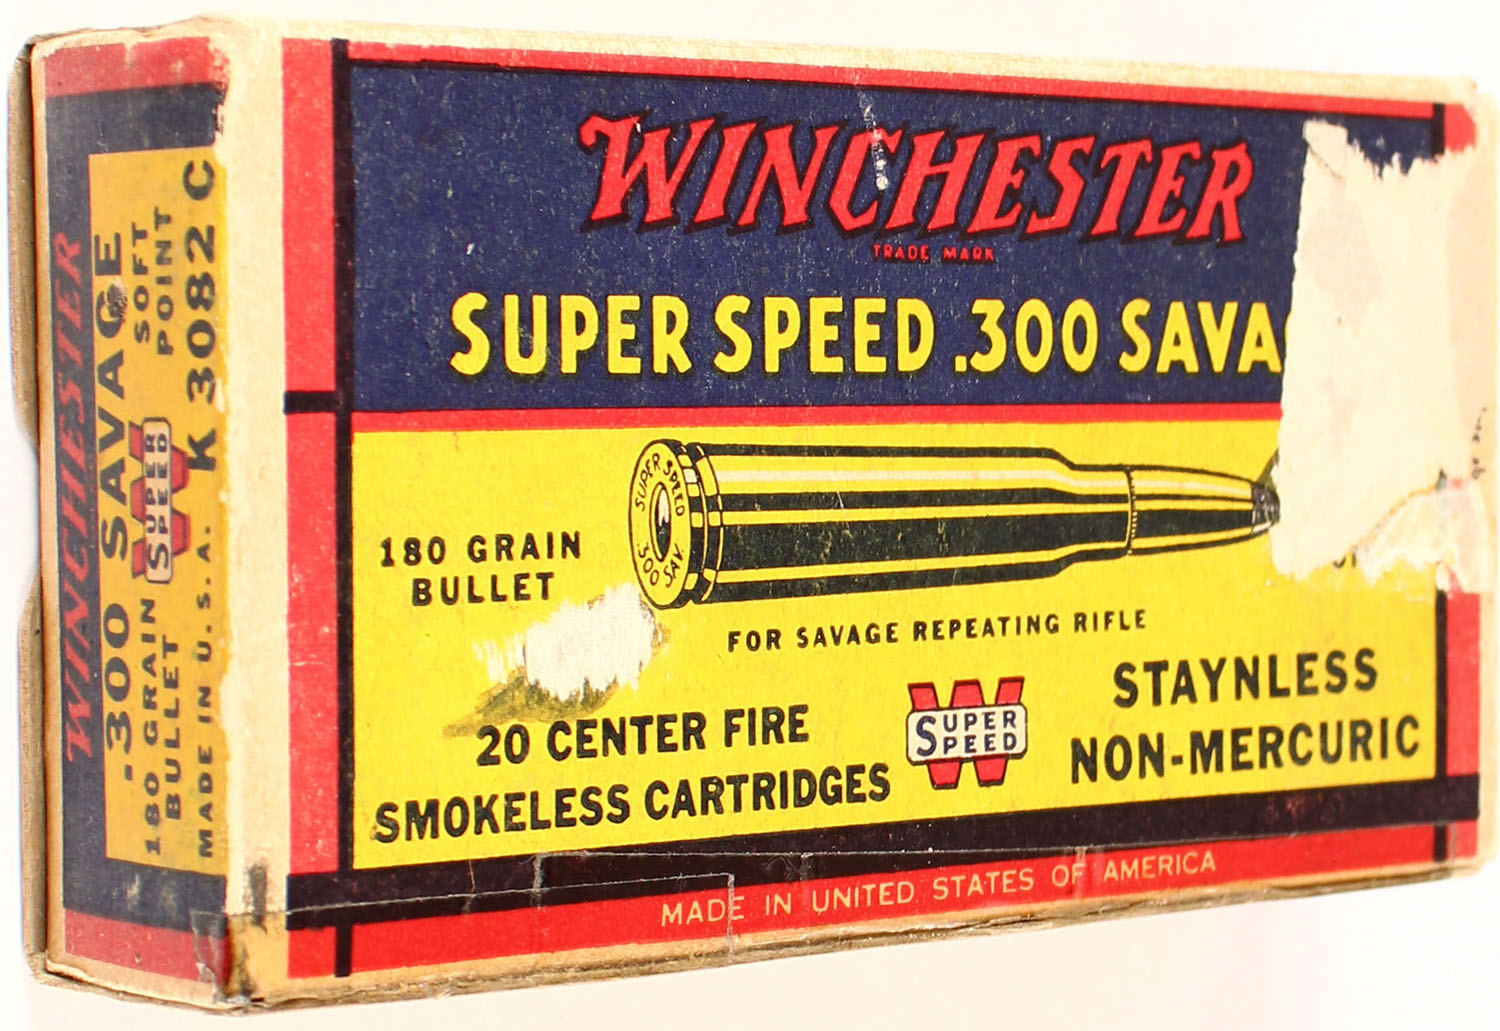 WINCHESTER
TRADE MARK
SUPER SPEED .300 SAVA
SUPER SPEED
.300 SAV.
180 GRAIN
BULLET
FOR SAVAGE REPEATING RIFLE
20 CENTER FIRE
SMOKELESS CARTRIDGES
SUPER
SPEED
STAYNLESS
NON-MERCURIC
MADE IN UNITED STATES OF AMERICA
WINCHESTER
.300 SAVAGE
180 GRAIN
BULLET
SUPER
SPEED
SOFT
POINT
MADE IN U.S.A.
K 3082 C